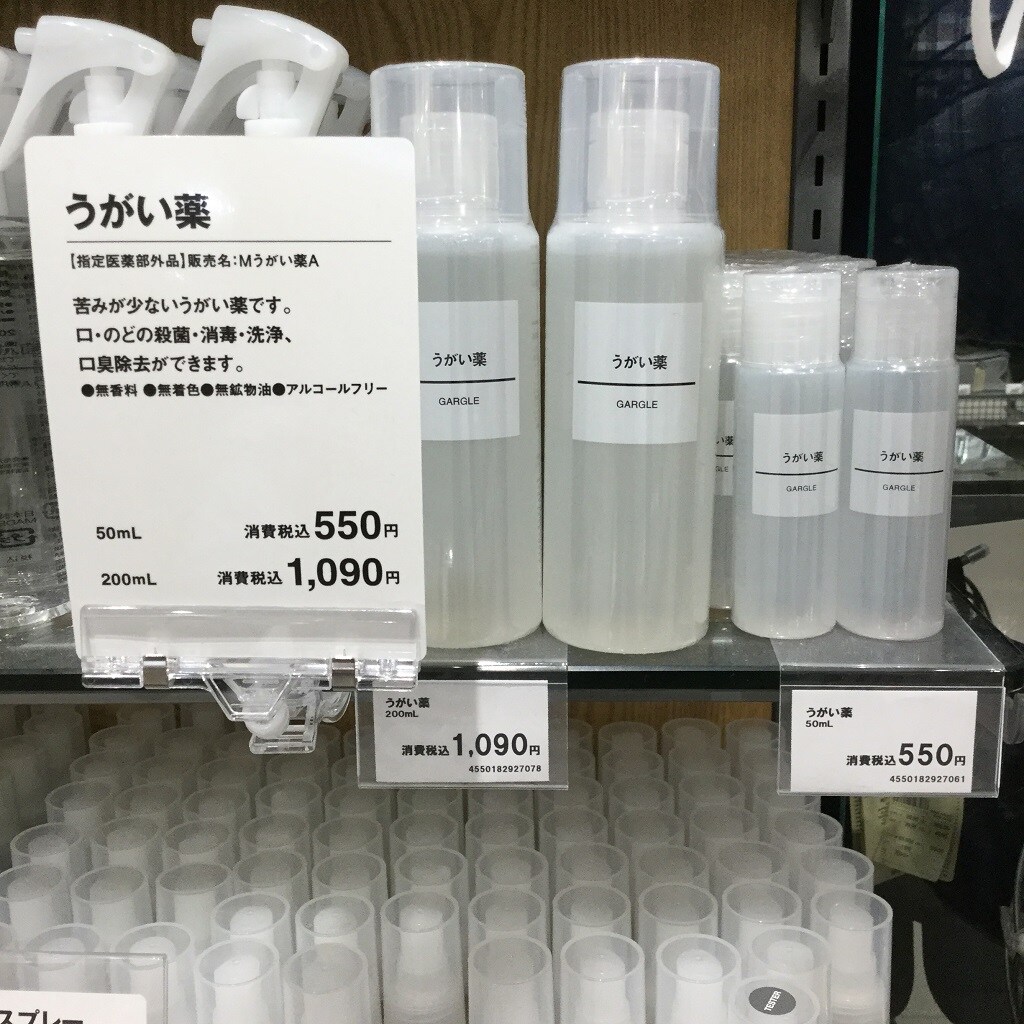 うがい薬
【指定医薬部外品】販売名:Mうがい薬A
苦みが少ないうがい薬です。
口・のどの殺菌・消毒・洗浄、
口臭除去ができます。
●無香料 ●無着色●無鉱物油●アルコールフリー
50mL 消費税込550円
200mL 消費税込1,090円
うがい薬
GARGLE
うがい薬
GARGLE
うがい薬
GARGLE
うがい薬
GARGLE
うがい薬
200mL
消費税込1,090円
4550182927078
うがい薬
50mL
消費税込550円
4550182927061
TESTER
スプレー